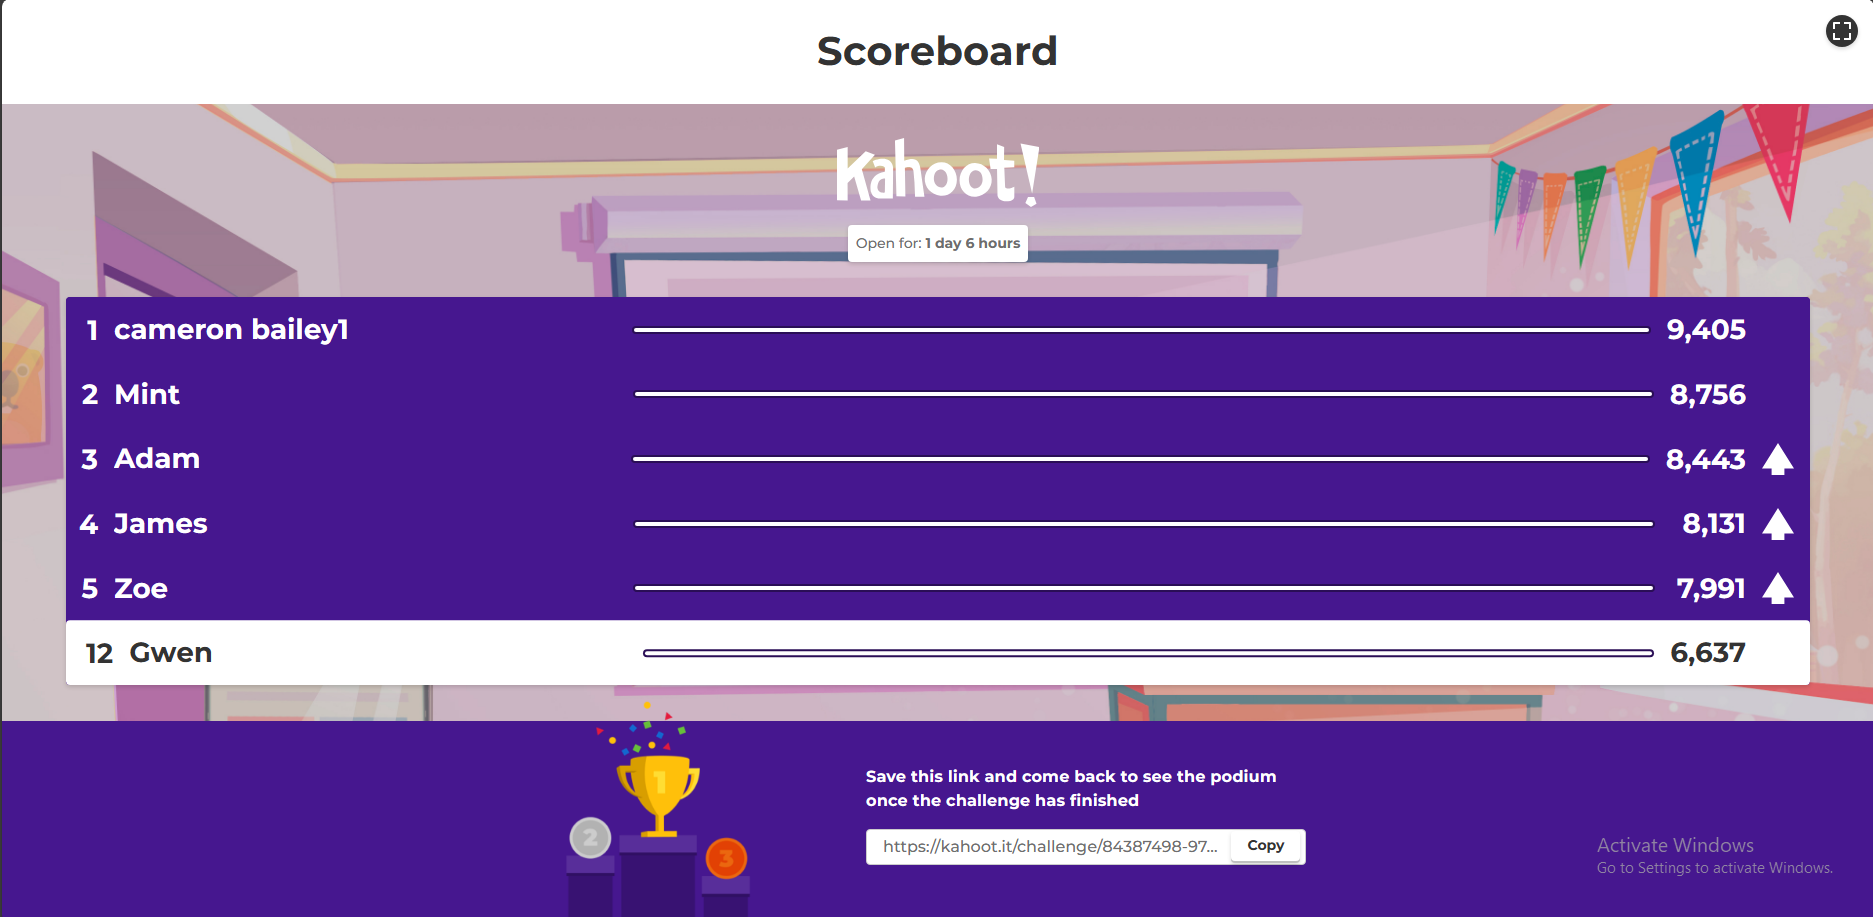 Scoreboard
Kahoot!
Open for: 1 day 6 hours
1 cameron bailey1 9,405
2 Mint 8,756
3 Adam 8,443
4 James 8,131
5 Zoe 7,991
12 Gwen 6,637
1
2
3
Save this link and come back to see the podium
once the challenge has finished
https://kahoot.it/challenge/84387498-97... Copy
Activate Windows
Go to Settings to activate Windows.